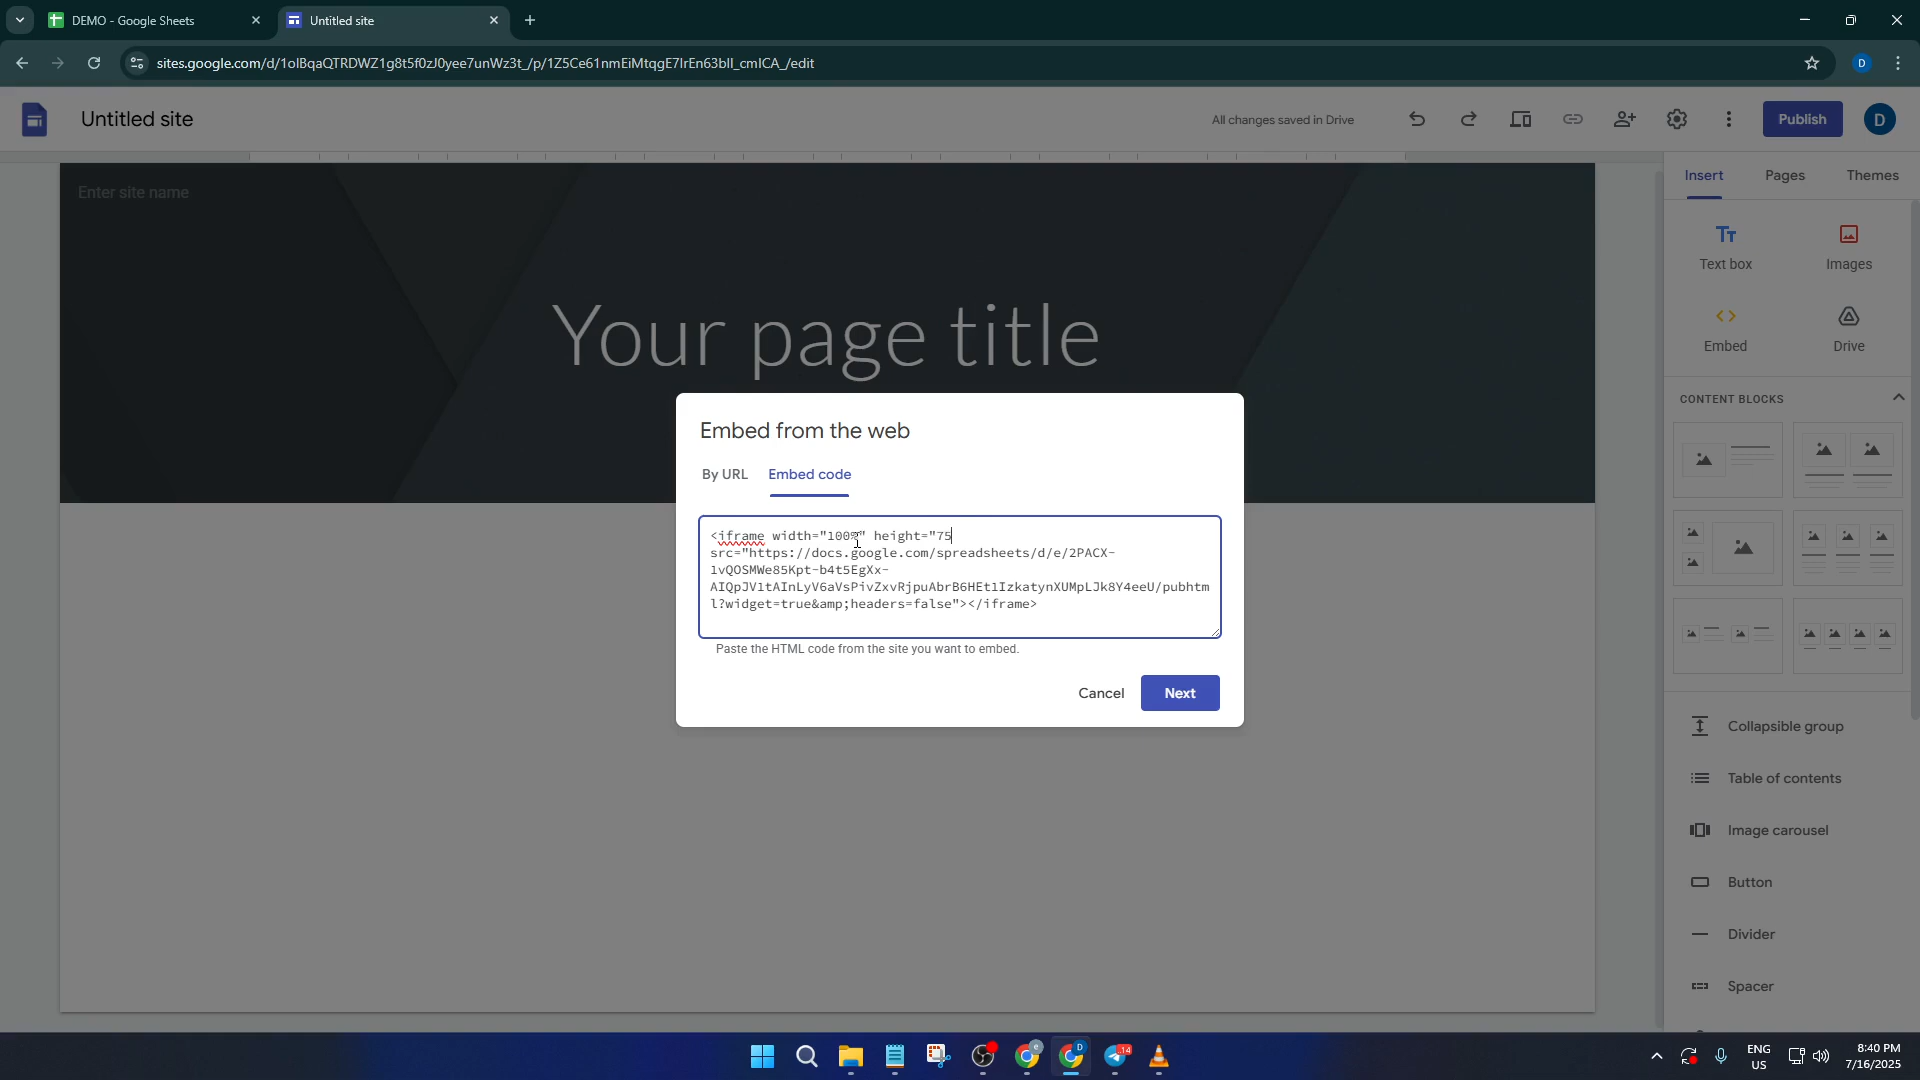 DEMO - Google Sheets
Untitled site
sites.google.com/d/1olBqaQTRDWZ1g8t5f0zJ0yee7unWz3t_/p/1Z5Ce61nmEiMtqgE7lrEn63blI_cmICA_/edit
D
Untitled site
All changes saved in Drive
Publish
D
Enter site name
Your page title
Insert
Pages
Themes
Text box
Images
Embed
Drive
CONTENT BLOCKS
Collapsible group
Table of contents
Image carousel
Button
Divider
Spacer
Embed from the web
By URL
Embed code
<iframe width="100%" height="75
src="https://docs.google.com/spreadsheets/d/e/2PACX-
1vQOSMWe85Kpt-b4t5EgXx-
AIQpJV1tAInLyV6aVsPivZxvRjpuAbrB6HEt1IzkatynXUMpLJk8Y4eeU/pubhtm
l?widget=true&amp;headers=false"></iframe>
Paste the HTML code from the site you want to embed.
Cancel
Next
e
D
14
ENG
US
8:40 PM
7/16/2025